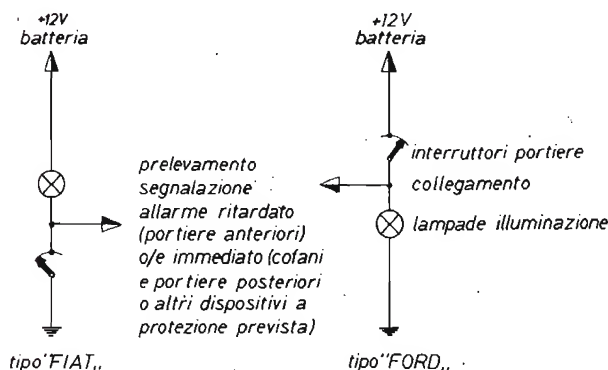 +12V
batteria
prelevamento
segnalazione
allarme ritardato
(portiere anteriori)
o/e immediato (cofani
e portiere posteriori
o altri dispositivi a
protezione prevista)
tipo "FIAT„
+12V
batteria
interruttori portiere
collegamento
lampade illuminazione
tipo "FORD„